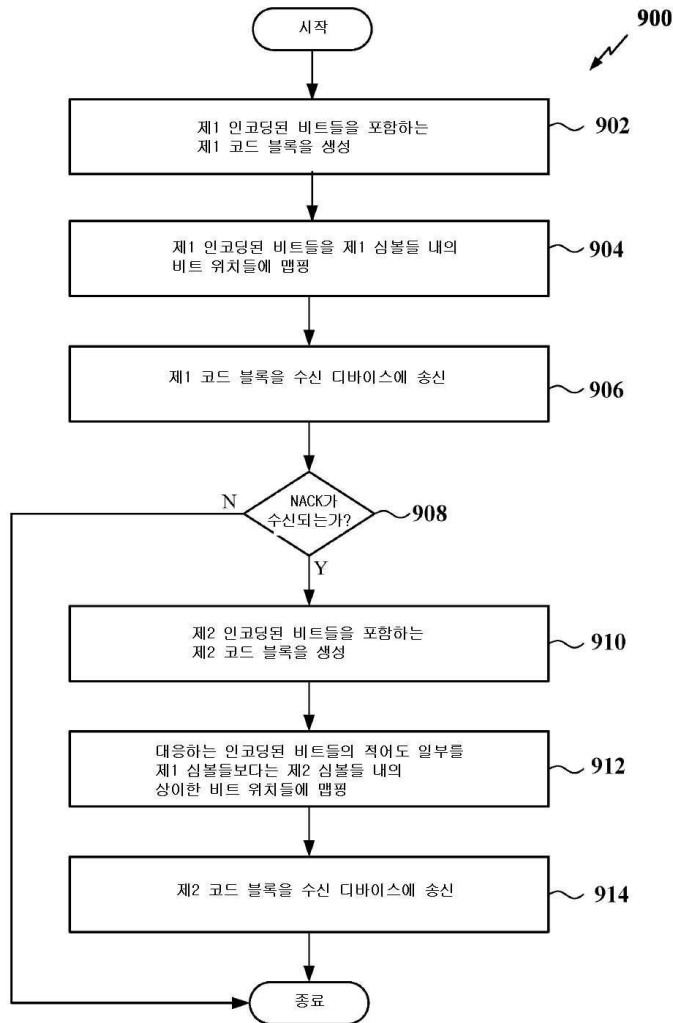 시작
900
제1 인코딩된 비트들을 포함하는
제1 코드 블록을 생성
902
제1 인코딩된 비트들을 제1 심볼들 내의
비트 위치들에 맵핑
904
제1 코드 블록을 수신 디바이스에 송신
906
NACK가
수신되는가?
908
N
Y
제2 인코딩된 비트들을 포함하는
제2 코드 블록을 생성
910
대응하는 인코딩된 비트들의 적어도 일부를
제1 심볼들보다는 제2 심볼들 내의
상이한 비트 위치들에 맵핑
912
제2 코드 블록을 수신 디바이스에 송신
914
종료